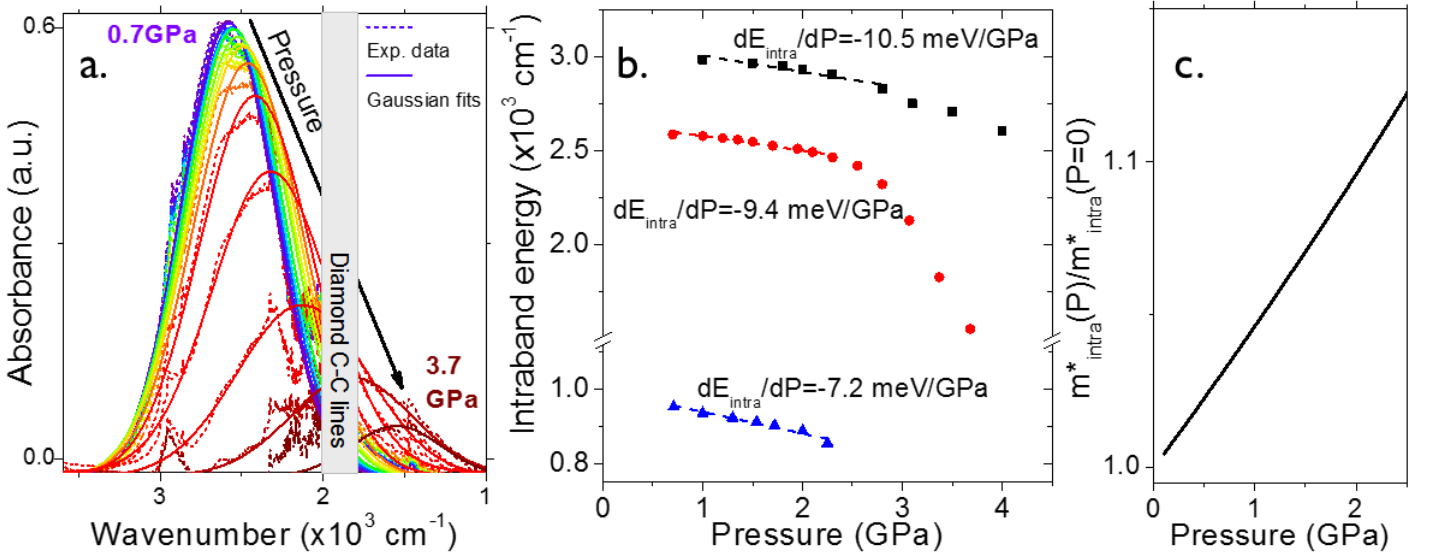 a.
0.7GPa
Pressure
Exp. data
Gaussian fits
Diamond C-C lines
3.7
GPa
Absorbance (a.u.)
0.6
0.0
3
2
1
Wavenumber (x10³ cm⁻¹)
b.
dE_intra/dP=-10.5 meV/GPa
dE_intra/dP=-9.4 meV/GPa
dE_intra/dP=-7.2 meV/GPa
Intraband energy (x10³ cm⁻¹)
3.0
2.5
2.0
1.0
0.8
0
1
2
3
4
Pressure (GPa)
c.
m*_intra(P)/m*_intra(P=0)
1.1
1.0
0
1
2
Pressure (GPa)